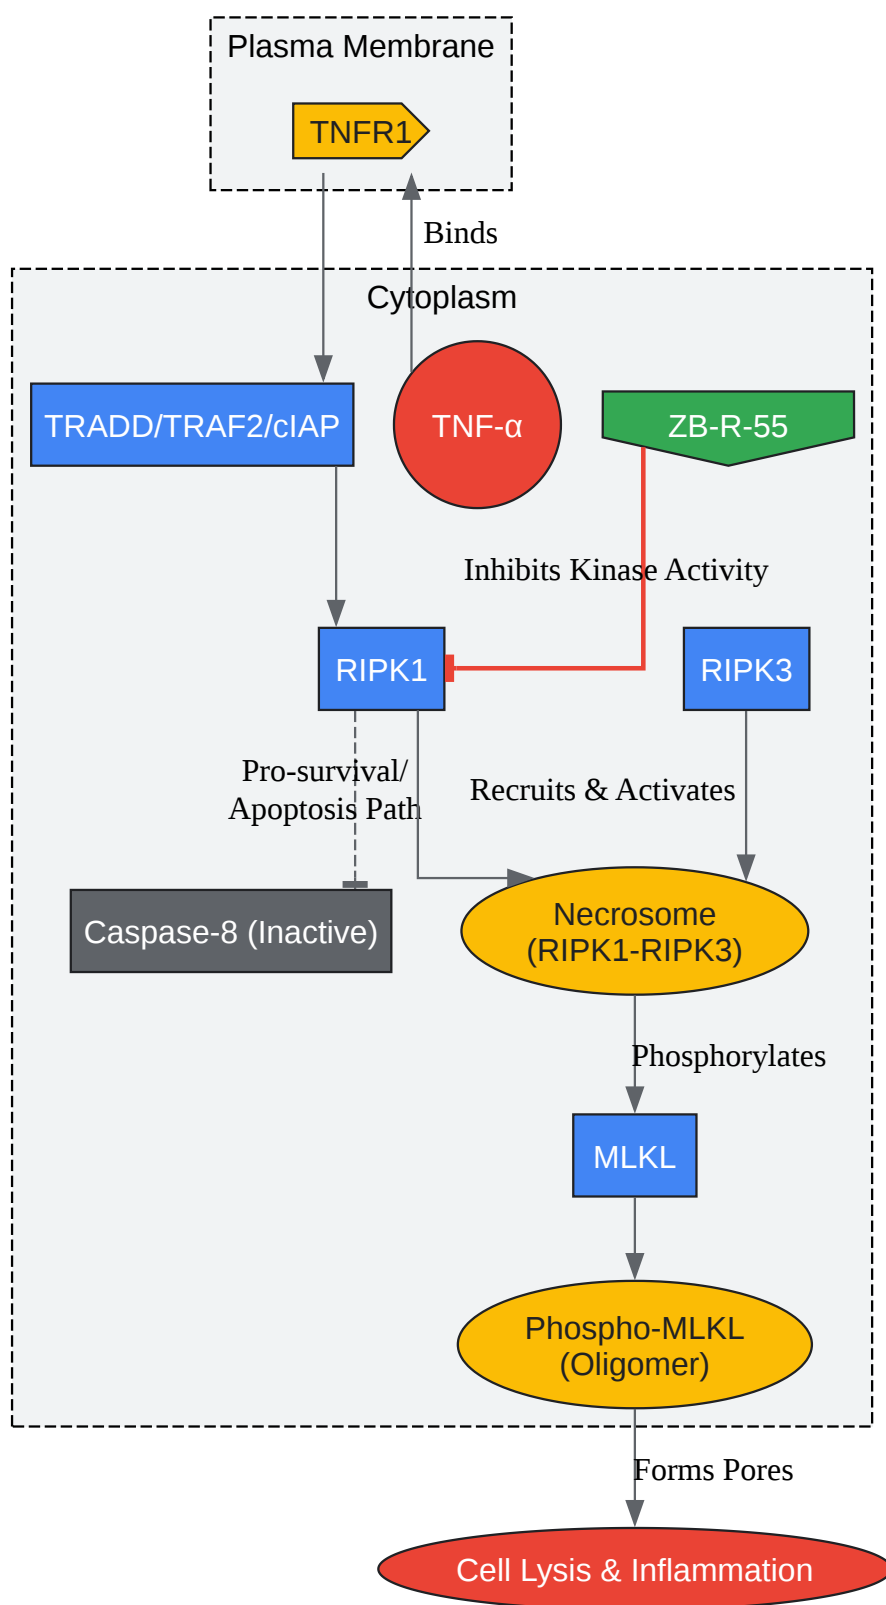 Plasma Membrane
TNFR1
Binds
Cytoplasm
TRADD/TRAF2/cIAP
TNF-α
ZB-R-55
Inhibits Kinase Activity
RIPK1
RIPK3
Pro-survival/
Apoptosis Path
Recruits & Activates
Caspase-8 (Inactive)
Necrosome
(RIPK1-RIPK3)
Phosphorylates
MLKL
Phospho-MLKL
(Oligomer)
Forms Pores
Cell Lysis & Inflammation